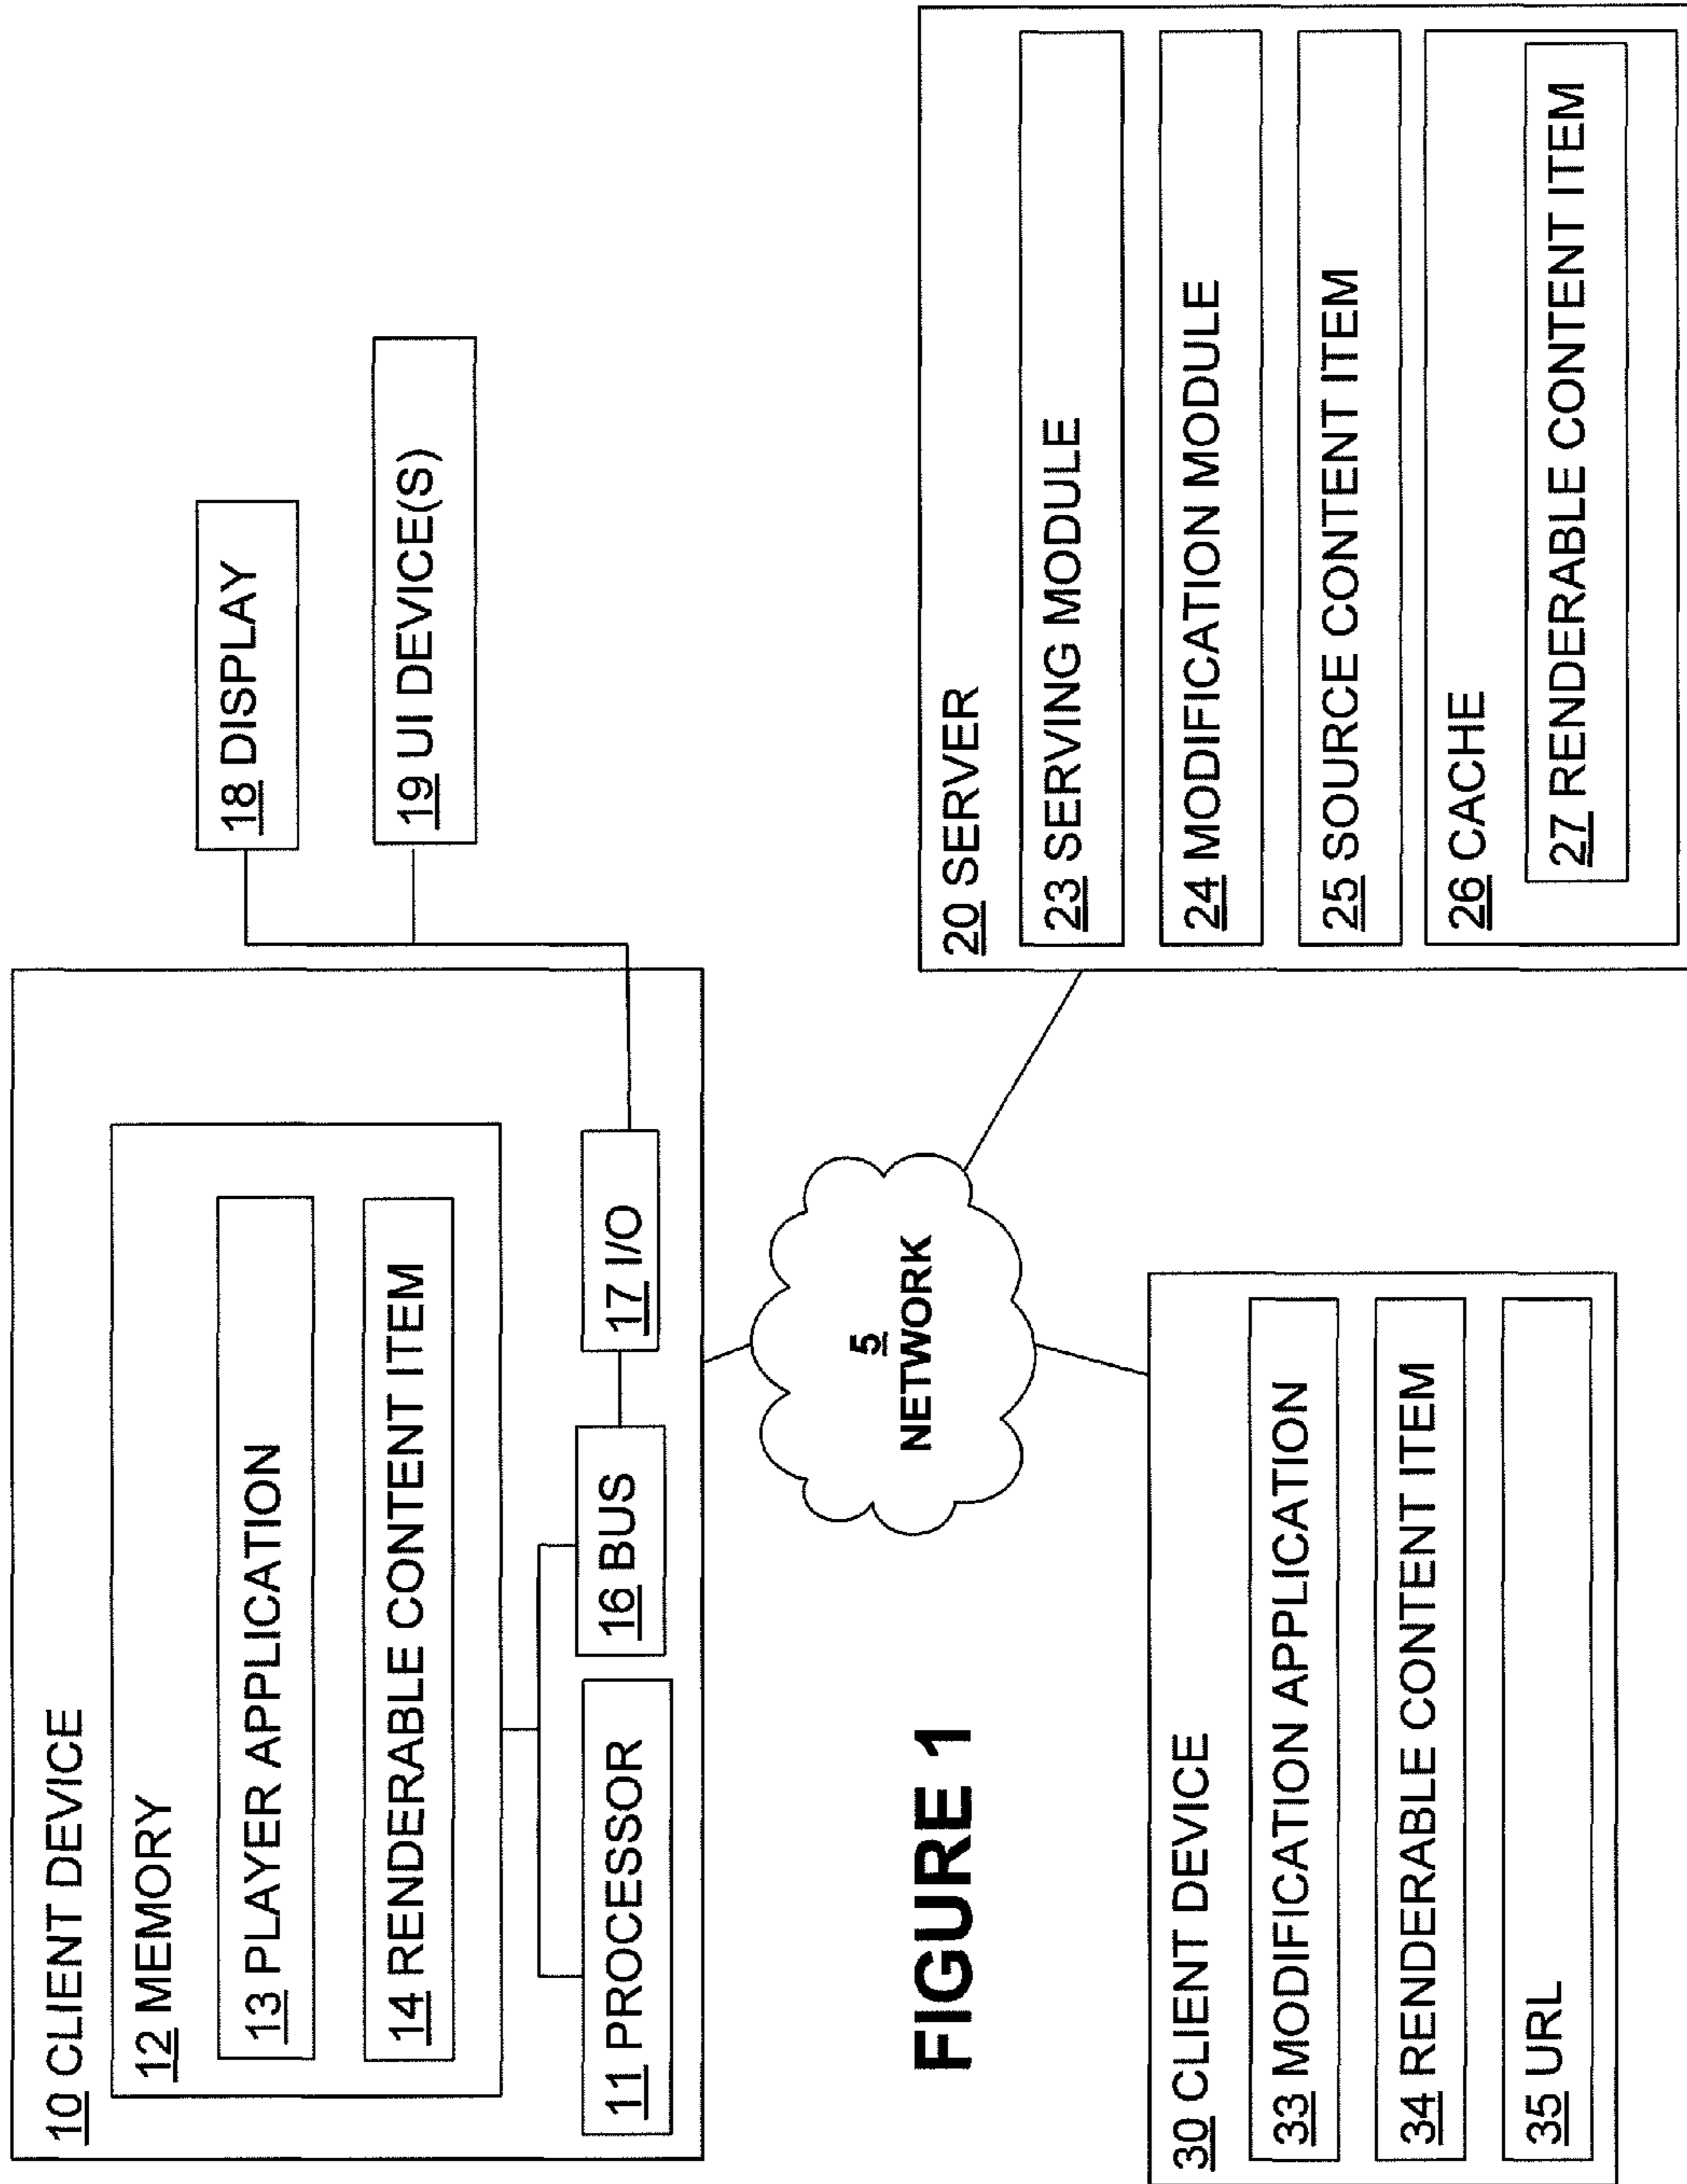 10 CLIENT DEVICE
12 MEMORY
13 PLAYER APPLICATION
14 RENDERABLE CONTENT ITEM
11 PROCESSOR
16 BUS
17 I/O
18 DISPLAY
19 UI DEVICE(S)
5
NETWORK
FIGURE 1
30 CLIENT DEVICE
33 MODIFICATION APPLICATION
34 RENDERABLE CONTENT ITEM
35 URL
20 SERVER
23 SERVING MODULE
24 MODIFICATION MODULE
25 SOURCE CONTENT ITEM
26 CACHE
27 RENDERABLE CONTENT ITEM